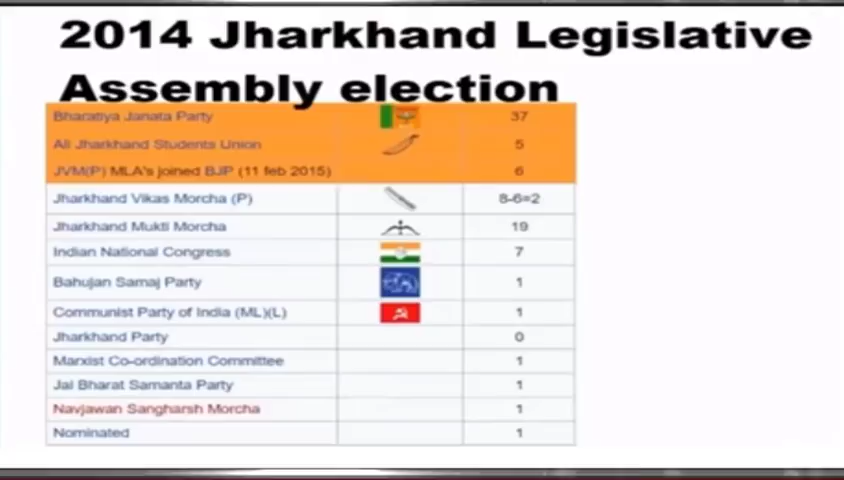 2014 Jharkhand Legislative
Assembly election
Bharatiya Janata Party 37
All Jharkhand Students Union 5
JVM(P) MLA's joined BJP (11 feb 2015) 6
Jharkhand Vikas Morcha (P) 8-6=2
Jharkhand Mukti Morcha 19
Indian National Congress 7
Bahujan Samaj Party 1
Communist Party of India (ML)(L) 1
Jharkhand Party 0
Marxist Co-ordination Committee 1
Jai Bharat Samanta Party 1
Navjawan Sangharsh Morcha 1
Nominated 1